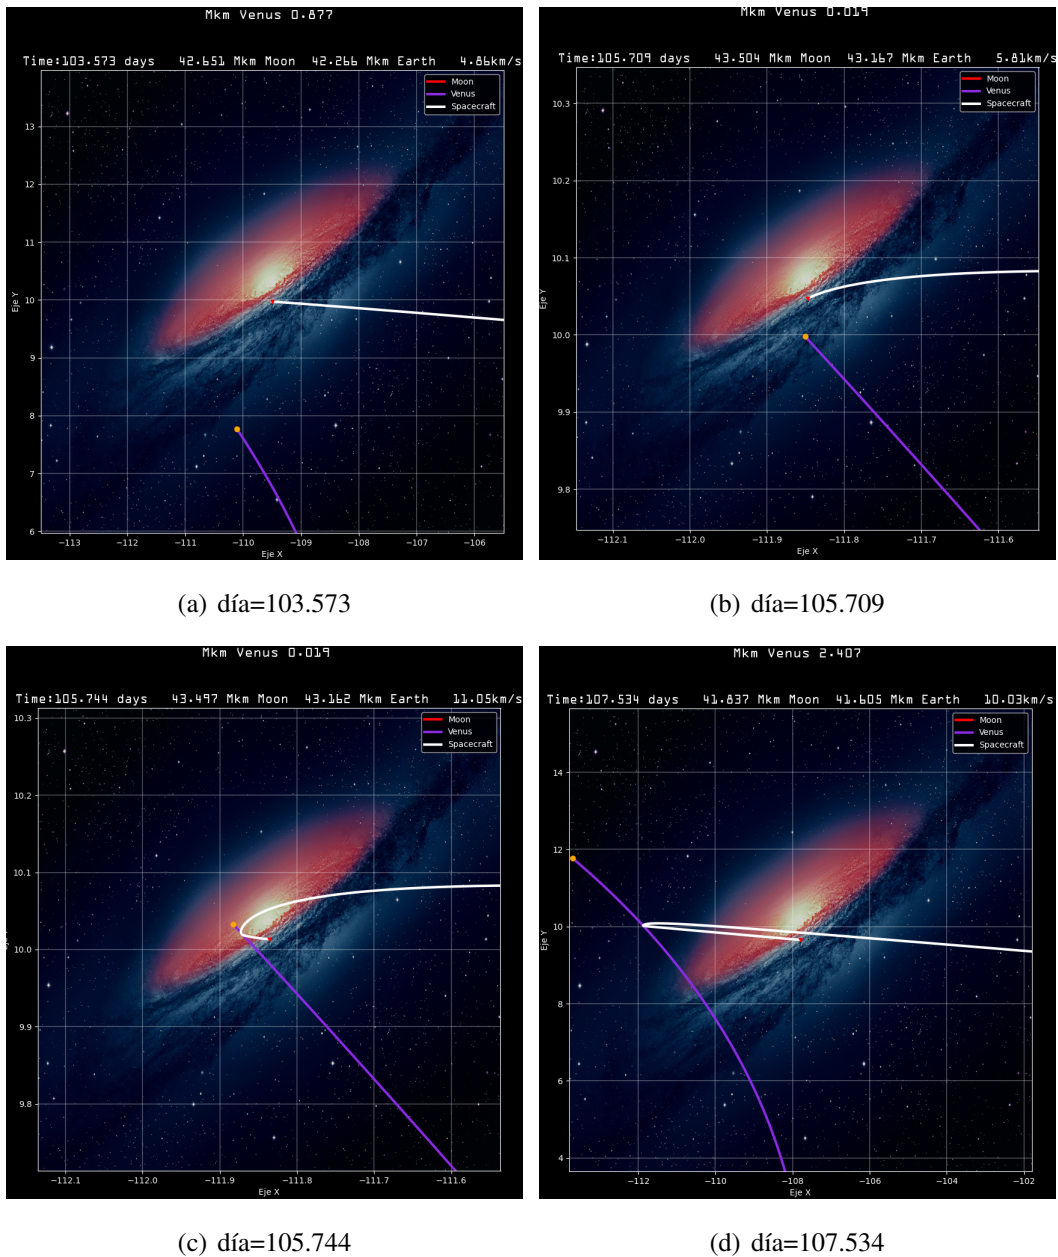 Mkm Venus 0.877
Time:103.573 days 42.651 Mkm Moon 42.266 Mkm Earth 4.86km/s
Moon
Venus
Spacecraft
13
12
11
10
9
8
7
6
Eje Y
−113 −112 −111 −110 −109 −108 −107 −106
Eje X
(a) día=103.573
Mkm Venus 0.019
Time:105.709 days 43.504 Mkm Moon 43.167 Mkm Earth 5.81km/s
Moon
Venus
Spacecraft
10.3
10.2
10.1
10.0
9.9
9.8
Eje Y
−112.1 −112.0 −111.9 −111.8 −111.7 −111.6
Eje X
(b) día=105.709
Mkm Venus 0.019
Time:105.744 days 43.497 Mkm Moon 43.162 Mkm Earth 11.05km/s
Moon
Venus
Spacecraft
10.3
10.2
10.1
10.0
9.9
9.8
−112.1 −112.0 −111.9 −111.8 −111.7 −111.6
Eje X
(c) día=105.744
Mkm Venus 2.407
Time:107.534 days 41.837 Mkm Moon 41.605 Mkm Earth 10.03km/s
Moon
Venus
Spacecraft
14
12
10
8
6
4
Eje Y
−112 −110 −108 −106 −104 −102
Eje X
(d) día=107.534